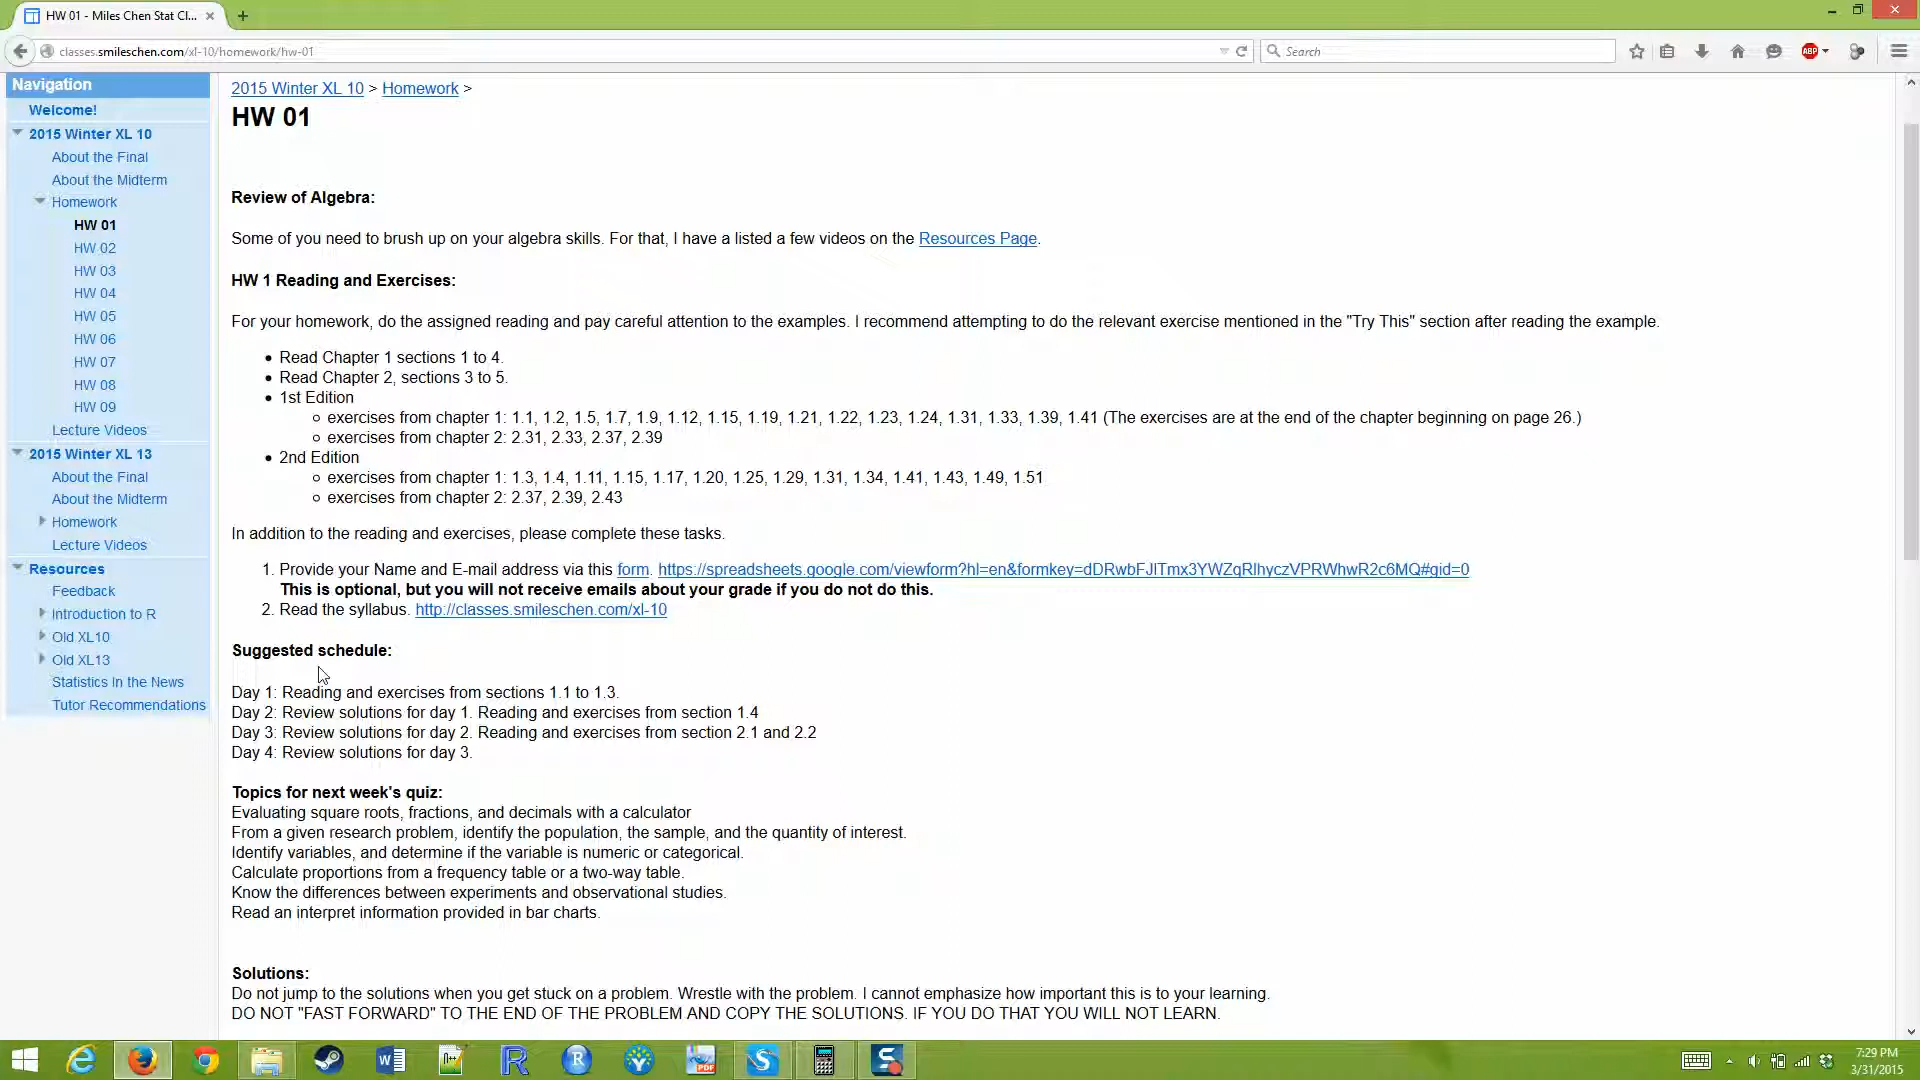 HW 01 - Miles Chen Stat Cl...
classes.smileschen.com/xl-10/homework/hw-01
Search
ABP
Navigation
Welcome!
2015 Winter XL 10
About the Final
About the Midterm
Homework
HW 01
HW 02
HW 03
HW 04
HW 05
HW 06
HW 07
HW 08
HW 09
Lecture Videos
2015 Winter XL 13
About the Final
About the Midterm
Homework
Lecture Videos
Resources
Feedback
Introduction to R
Old XL10
Old XL13
Statistics In the News
Tutor Recommendations
2015 Winter XL 10 > Homework >
HW 01
Review of Algebra:
Some of you need to brush up on your algebra skills. For that, I have a listed a few videos on the Resources Page.
HW 1 Reading and Exercises:
For your homework, do the assigned reading and pay careful attention to the examples. I recommend attempting to do the relevant exercise mentioned in the "Try This" section after reading the example.
Read Chapter 1 sections 1 to 4.
Read Chapter 2, sections 3 to 5.
1st Edition
exercises from chapter 1: 1.1, 1.2, 1.5, 1.7, 1.9, 1.12, 1.15, 1.19, 1.21, 1.22, 1.23, 1.24, 1.31, 1.33, 1.39, 1.41 (The exercises are at the end of the chapter beginning on page 26.)
exercises from chapter 2: 2.31, 2.33, 2.37, 2.39
2nd Edition
exercises from chapter 1: 1.3, 1.4, 1.11, 1.15, 1.17, 1.20, 1.25, 1.29, 1.31, 1.34, 1.41, 1.43, 1.49, 1.51
exercises from chapter 2: 2.37, 2.39, 2.43
In addition to the reading and exercises, please complete these tasks.
1. Provide your Name and E-mail address via this form. https://spreadsheets.google.com/viewform?hl=en&formkey=dDRwbFJITmx3YWZqRlhyczVPRWhwR2c6MQ#gid=0
This is optional, but you will not receive emails about your grade if you do not do this.
2. Read the syllabus. http://classes.smileschen.com/xl-10
Suggested schedule:
Day 1: Reading and exercises from sections 1.1 to 1.3.
Day 2: Review solutions for day 1. Reading and exercises from section 1.4
Day 3: Review solutions for day 2. Reading and exercises from section 2.1 and 2.2
Day 4: Review solutions for day 3.
Topics for next week's quiz:
Evaluating square roots, fractions, and decimals with a calculator
From a given research problem, identify the population, the sample, and the quantity of interest.
Identify variables, and determine if the variable is numeric or categorical.
Calculate proportions from a frequency table or a two-way table.
Know the differences between experiments and observational studies.
Read an interpret information provided in bar charts.
Solutions:
Do not jump to the solutions when you get stuck on a problem. Wrestle with the problem. I cannot emphasize how important this is to your learning.
DO NOT "FAST FORWARD" TO THE END OF THE PROBLEM AND COPY THE SOLUTIONS. IF YOU DO THAT YOU WILL NOT LEARN.
7:29 PM
3/31/2015